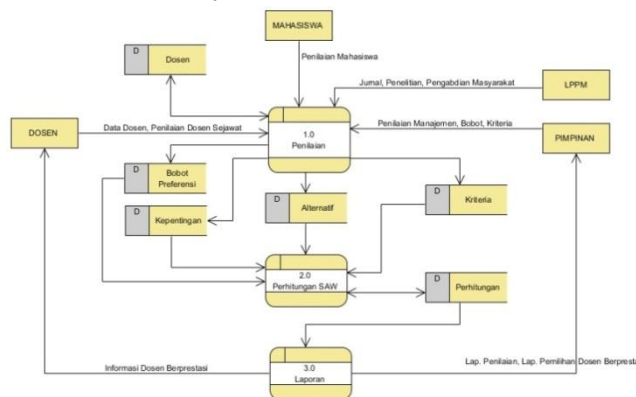 MAHASISWA
D
Dosen
Penilaian Mahasiswa
Jurnal, Penelitian, Pengabdian Masyarakat
LPPM
DOSEN
Data Dosen, Penilaian Dosen Sejawat
1.0
Penilaian
Penilaian Manajemen, Bobot, Kriteria
PIMPINAN
D
Bobot
Preferensi
D
Kepentingan
D
Alternatif
D
Kriteria
2.0
Perhitungan SAW
D
Perhitungan
3.0
Laporan
Informasi Dosen Berprestasi
Lap. Penilaian, Lap. Pemilihan Dosen Berpresta